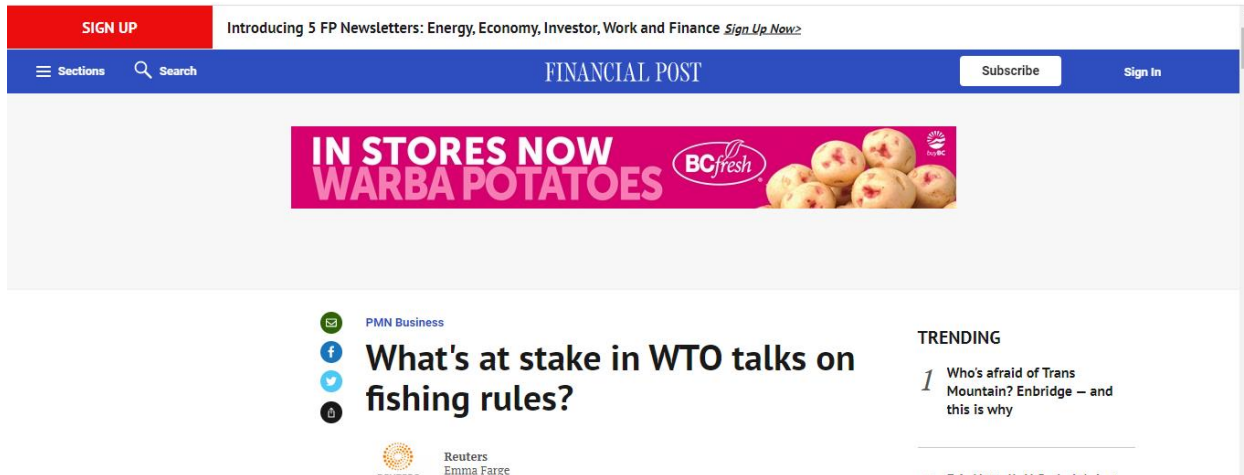 SIGN UP
Introducing 5 FP Newsletters: Energy, Economy, Investor, Work and Finance Sign Up Now>
Sections
Search
FINANCIAL POST
Subscribe
Sign In
IN STORES NOW
WARBA POTATOES
BCfresh
buyBC
PMN Business
What's at stake in WTO talks on
fishing rules?
Reuters
Emma Farge
TRENDING
1
Who's afraid of Trans
Mountain? Enbridge — and
this is why